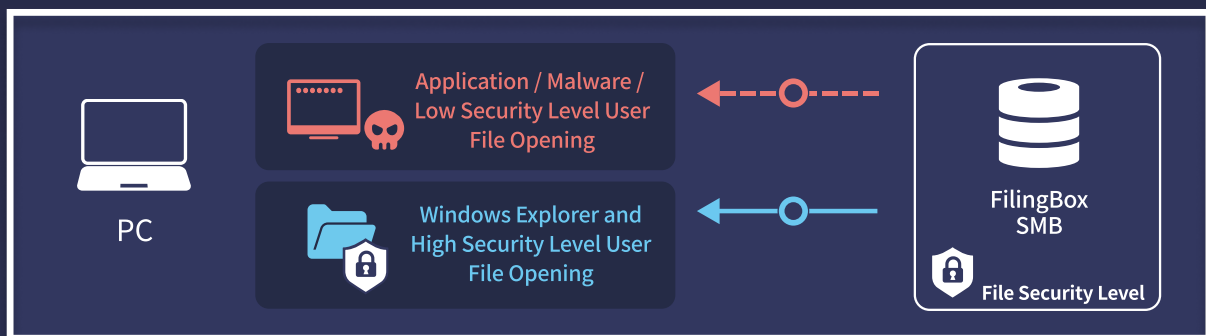 PC
Application / Malware /
Low Security Level User
File Opening
Windows Explorer and
High Security Level User
File Opening
FilingBox
SMB
File Security Level